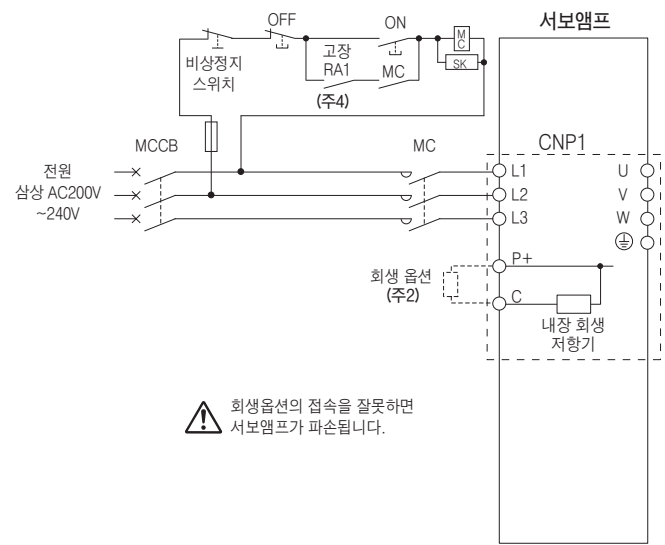 서보앰프
OFF
ON
MC
SK
비상정지
스위치
고장
RA1
MC
(주4)
MCCB
MC
CNP1
전원
삼상 AC200V
~240V
L1
L2
L3
U
V
W
P+
C
회생 옵션
(주2)
내장 회생
저항기
회생옵션의 접속을 잘못하면
서보앰프가 파손됩니다.